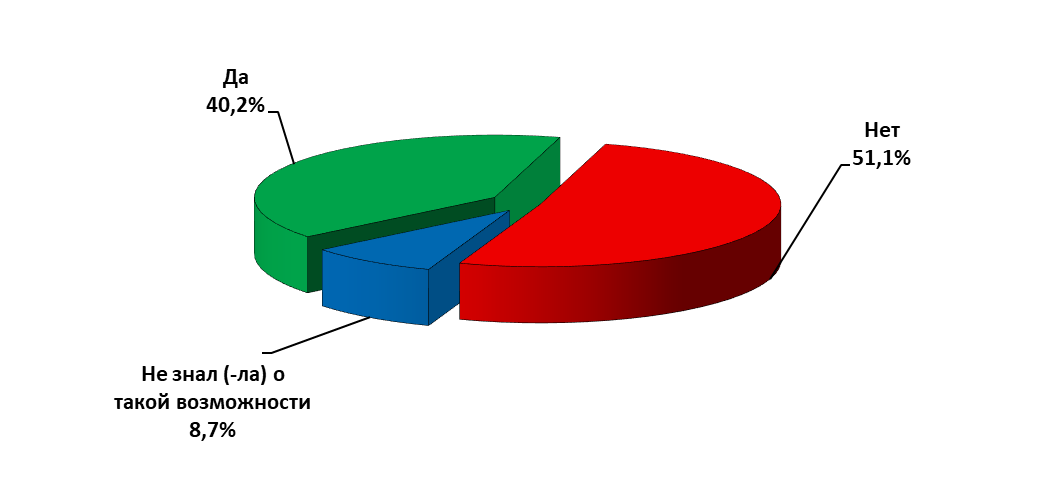 Да
40,2%
Нет
51,1%
Не знал (-ла) о
такой возможности
8,7%